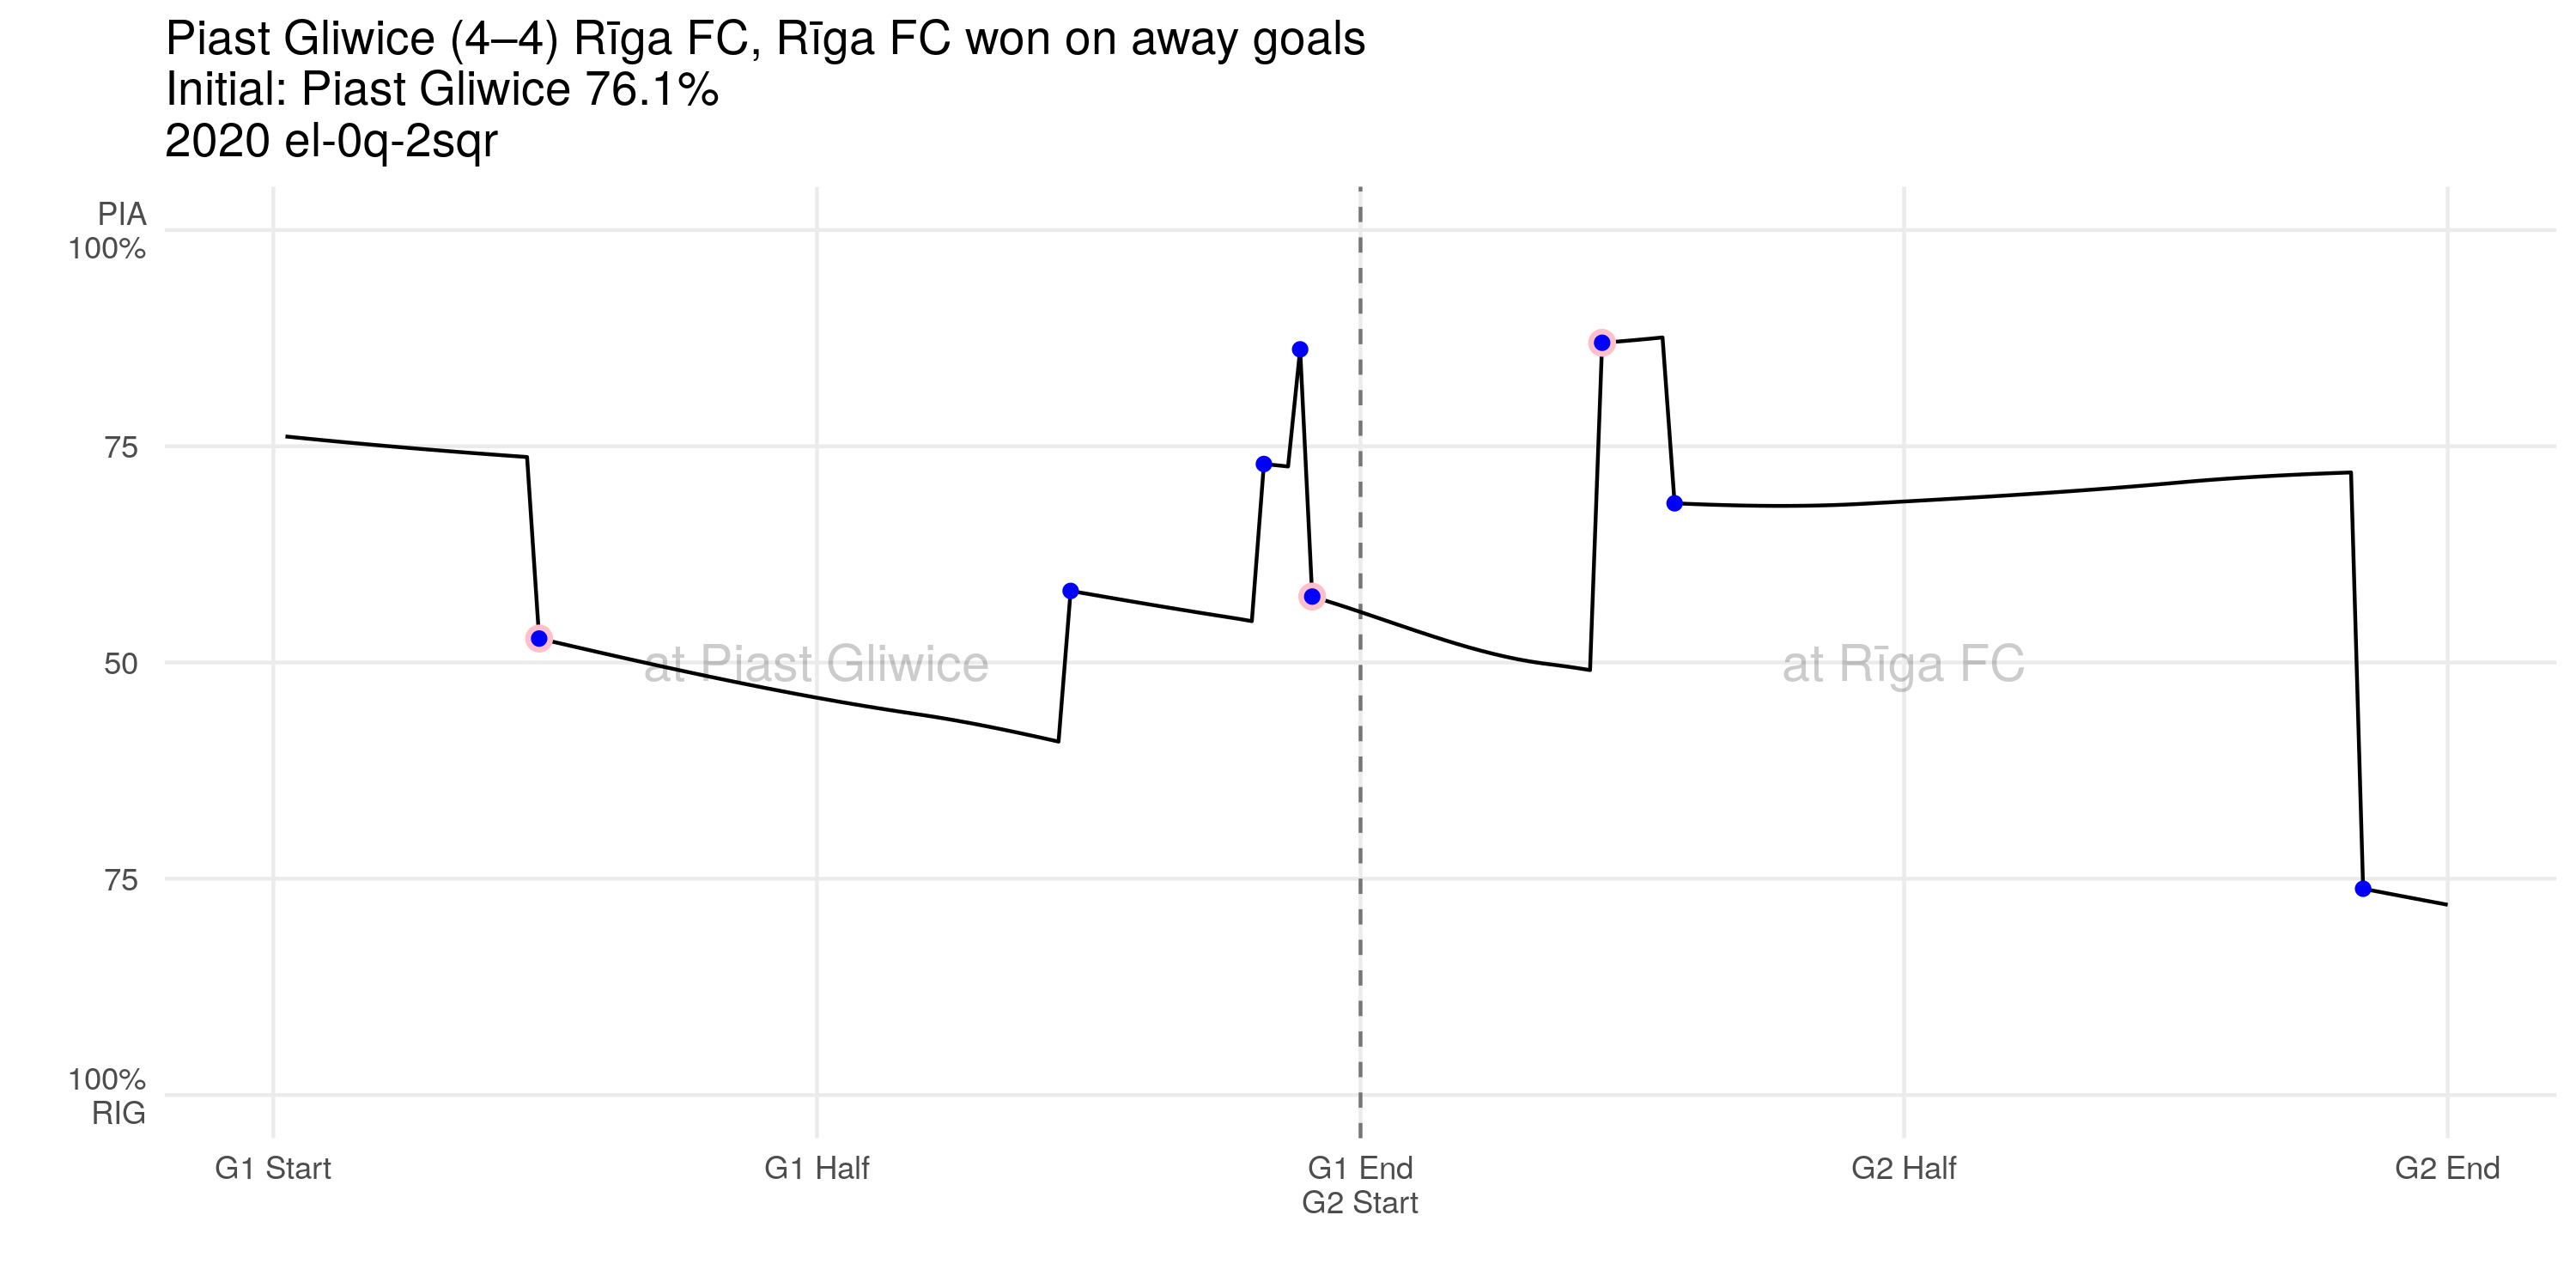 Piast Gliwice (4–4) Rīga FC, Rīga FC won on away goals
Initial: Piast Gliwice 76.1%
2020 el-0q-2sqr
PIA
100%
75
50
75
100%
RIG
at Piast Gliwice
at Rīga FC
G1 Start
G1 Half
G1 End
G2 Start
G2 Half
G2 End